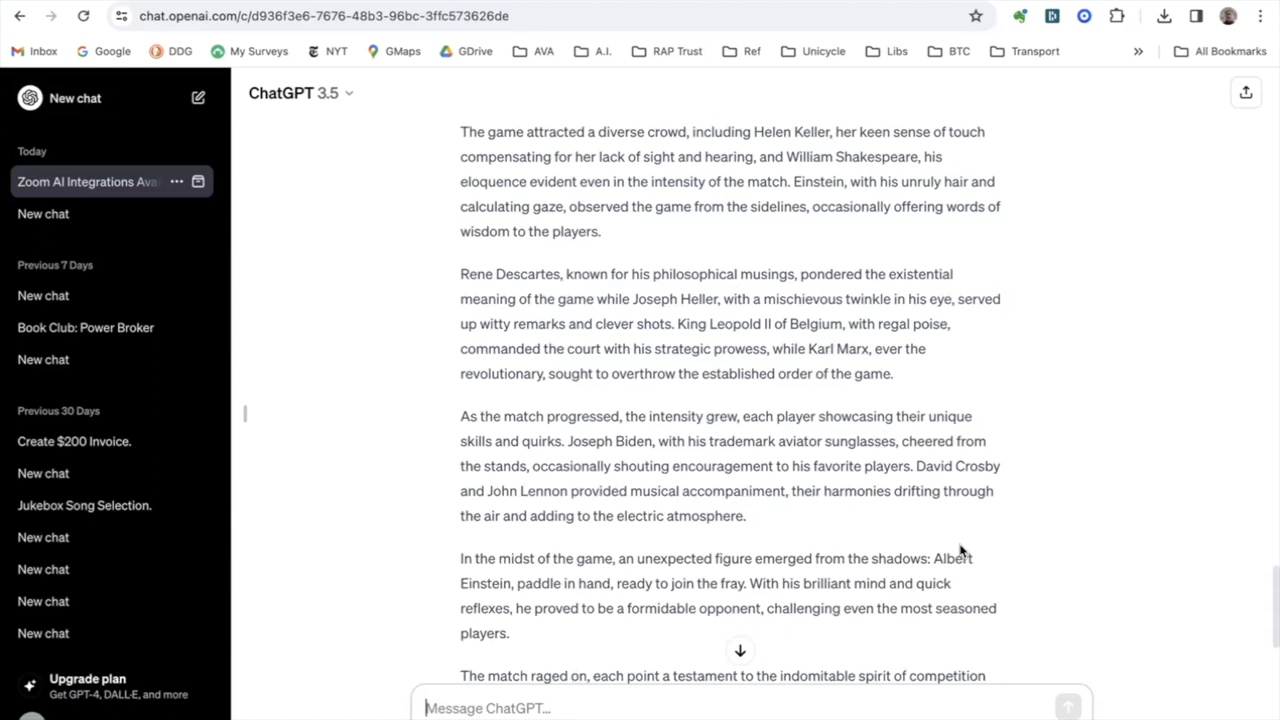 chat.openai.com/c/d936f3e6-7676-48b3-96bc-3ffc573626de
Inbox Google DDG My Surveys NYT GMaps GDrive AVA A.I. RAP Trust Ref Unicycle Libs BTC Transport » All Bookmarks
New chat
Today
Zoom AI Integrations Ava
New chat
Previous 7 Days
New chat
Book Club: Power Broker
New chat
Previous 30 Days
Create $200 Invoice.
New chat
Jukebox Song Selection.
New chat
New chat
New chat
New chat
Upgrade plan
Get GPT-4, DALL·E, and more
ChatGPT 3.5
The game attracted a diverse crowd, including Helen Keller, her keen sense of touch
compensating for her lack of sight and hearing, and William Shakespeare, his
eloquence evident even in the intensity of the match. Einstein, with his unruly hair and
calculating gaze, observed the game from the sidelines, occasionally offering words of
wisdom to the players.
Rene Descartes, known for his philosophical musings, pondered the existential
meaning of the game while Joseph Heller, with a mischievous twinkle in his eye, served
up witty remarks and clever shots. King Leopold II of Belgium, with regal poise,
commanded the court with his strategic prowess, while Karl Marx, ever the
revolutionary, sought to overthrow the established order of the game.
As the match progressed, the intensity grew, each player showcasing their unique
skills and quirks. Joseph Biden, with his trademark aviator sunglasses, cheered from
the stands, occasionally shouting encouragement to his favorite players. David Crosby
and John Lennon provided musical accompaniment, their harmonies drifting through
the air and adding to the electric atmosphere.
In the midst of the game, an unexpected figure emerged from the shadows: Albert
Einstein, paddle in hand, ready to join the fray. With his brilliant mind and quick
reflexes, he proved to be a formidable opponent, challenging even the most seasoned
players.
The match raged on, each point a testament to the indomitable spirit of competition
Message ChatGPT...